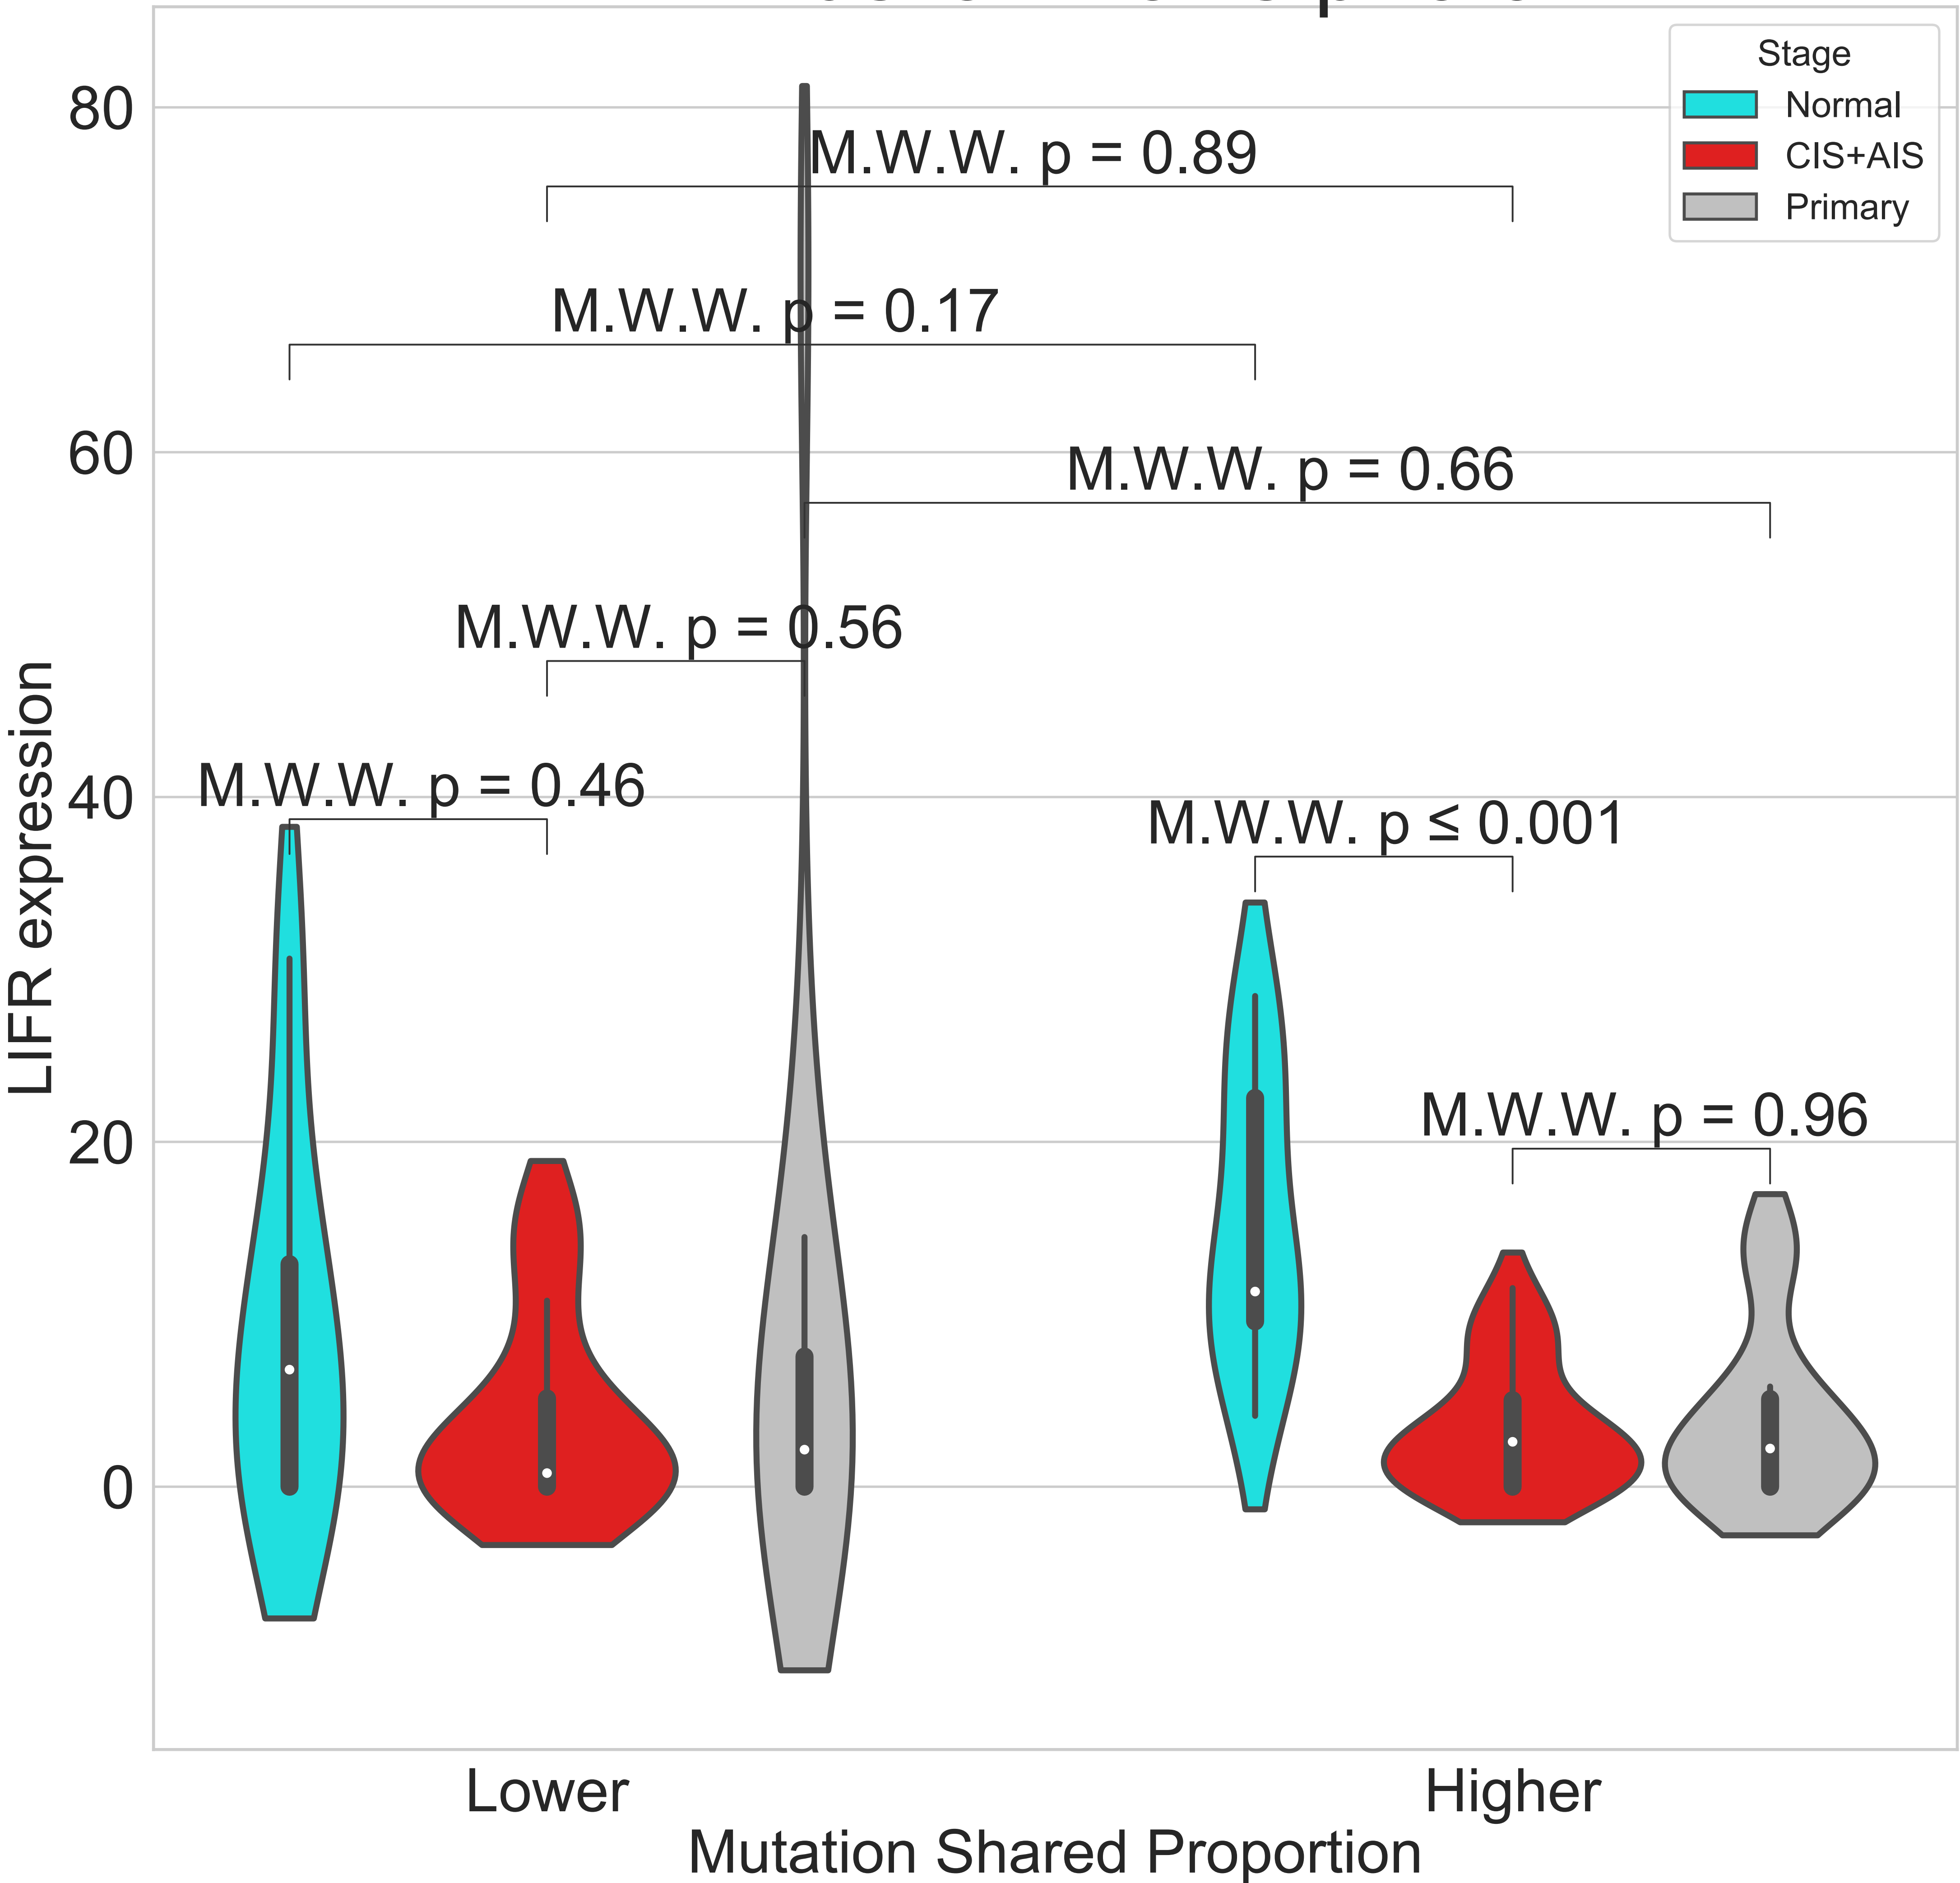 Stage
Normal
CIS+AIS
Primary
80
60
40
20
0
LIFR expression
M.W.W. p = 0.89
M.W.W. p = 0.17
M.W.W. p = 0.66
M.W.W. p = 0.56
M.W.W. p = 0.46
M.W.W. p ≤ 0.001
M.W.W. p = 0.96
Lower
Higher
Mutation Shared Proportion